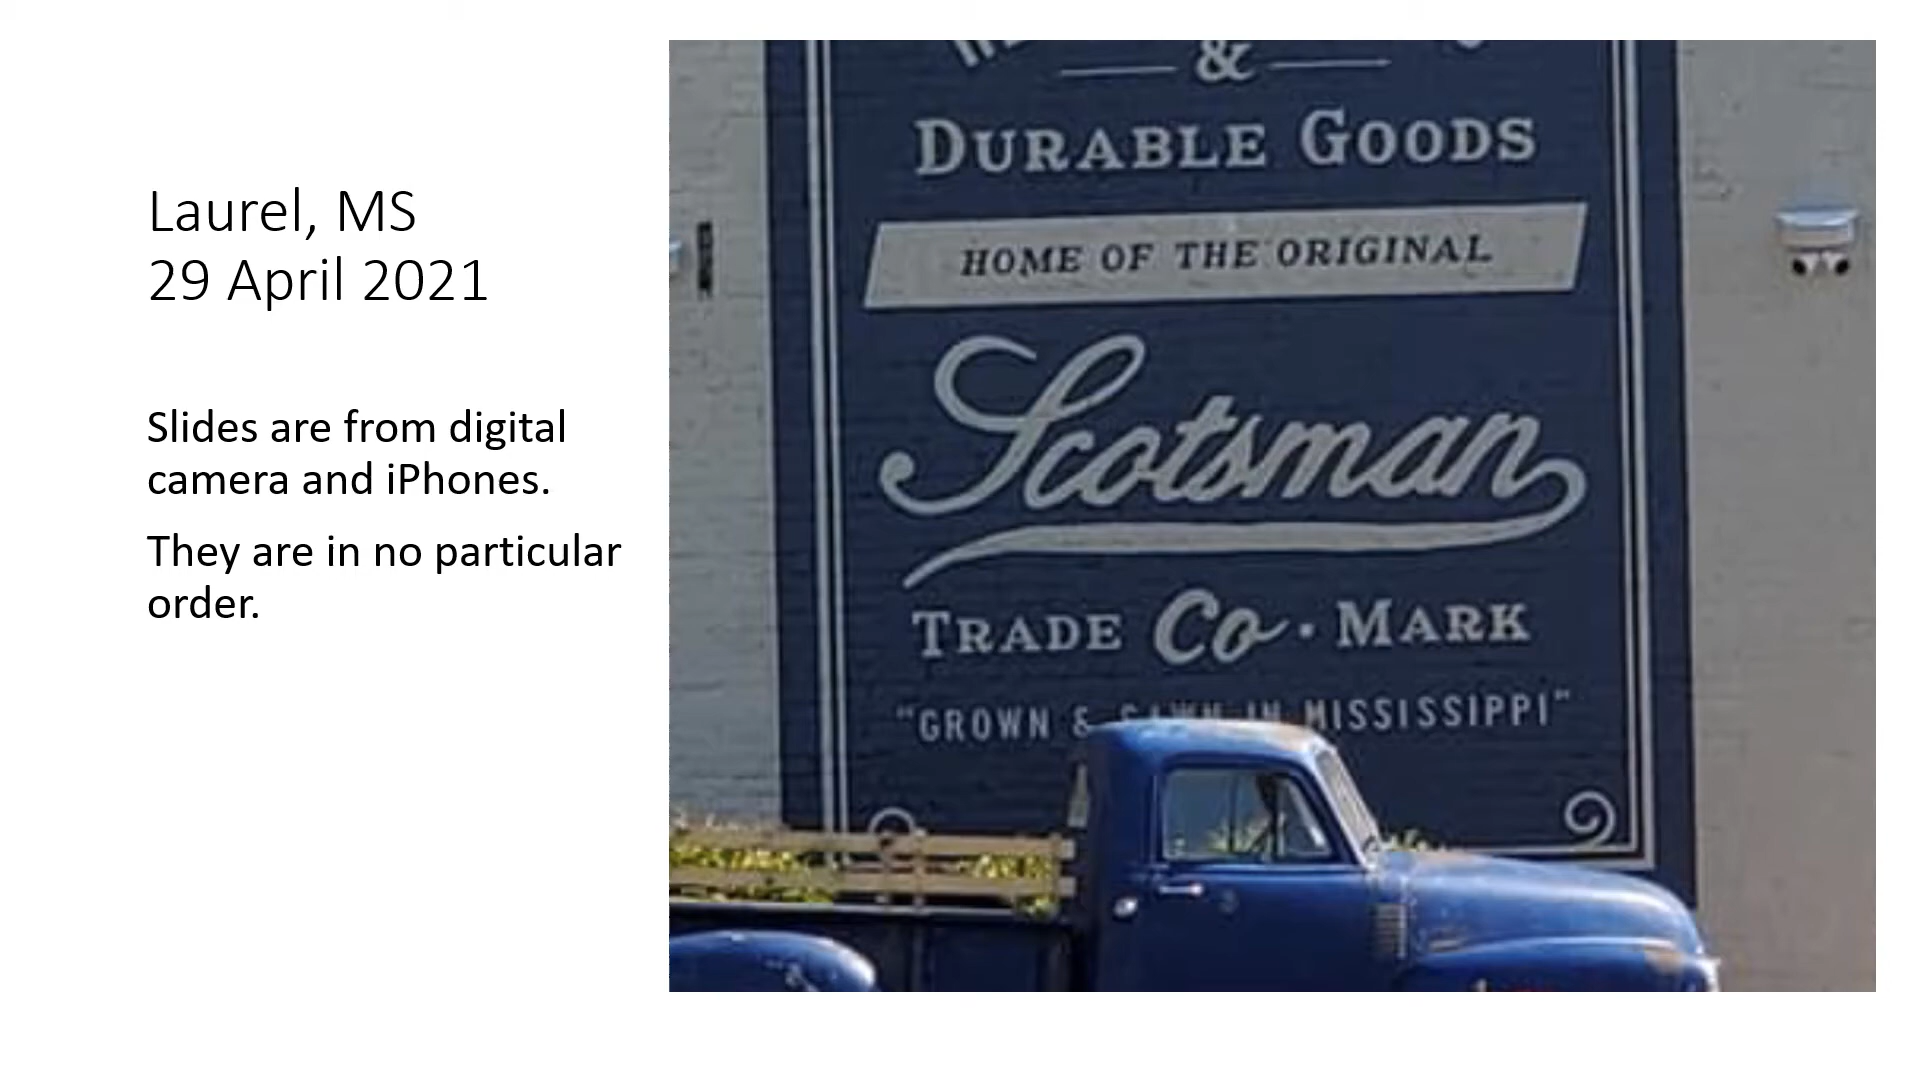 Laurel, MS
29 April 2021
Slides are from digital
camera and iPhones.
They are in no particular
order.
&
DURABLE GOODS
HOME OF THE ORIGINAL
Scotsman
TRADE Co · MARK
"GROWN & IN MISSISSIPPI"